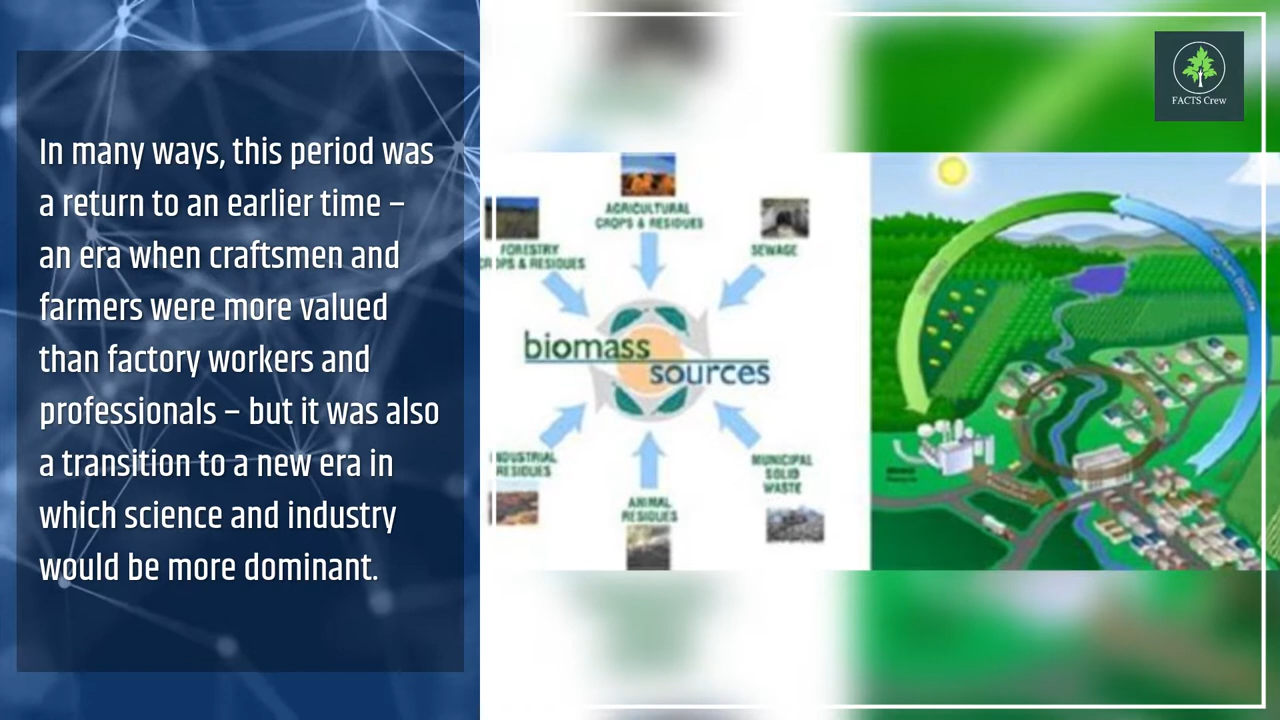 In many ways, this period was
a return to an earlier time –
an era when craftsmen and
farmers were more valued
than factory workers and
professionals – but it was also
a transition to a new era in
which science and industry
would be more dominant.
FACTS Crew
AGRICULTURAL
CROPS & RESIDUES
FORESTRY
RESIDUES
SEWAGE
biomass
sources
RESIDUES
MUNICIPAL
SOLID
WASTE
ANIMAL
RESIDUES